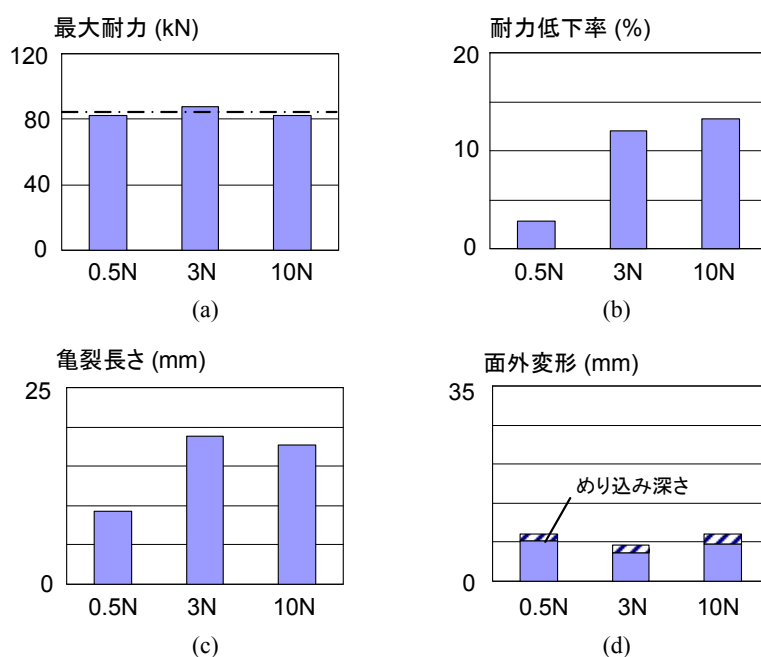 最大耐力 (kN)
120
80
40
0
0.5N 3N 10N
(a)
耐力低下率 (%)
20
10
0
0.5N 3N 10N
(b)
亀裂長さ (mm)
25
0
0.5N 3N 10N
(c)
面外変形 (mm)
35
めり込み深さ
0
0.5N 3N 10N
(d)